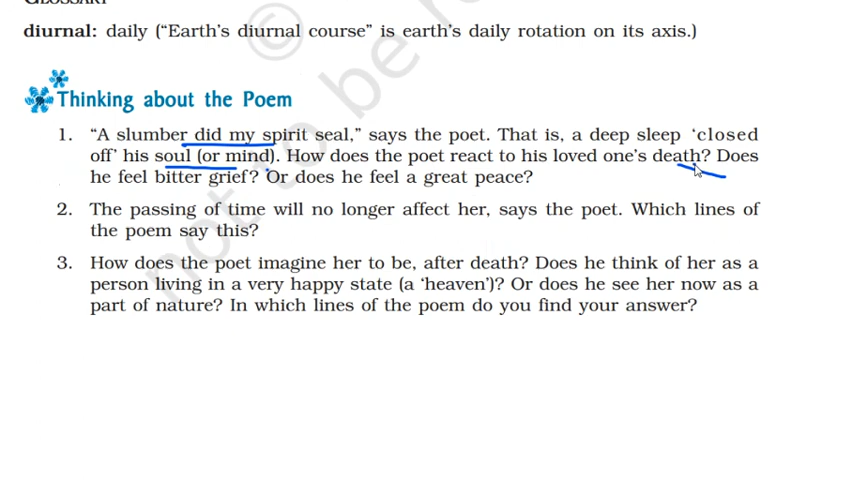 GLOSSARY
diurnal: daily (“Earth’s diurnal course” is earth’s daily rotation on its axis.)
Thinking about the Poem
1. “A slumber did my spirit seal,” says the poet. That is, a deep sleep ‘closed
off’ his soul (or mind). How does the poet react to his loved one’s death? Does
he feel bitter grief? Or does he feel a great peace?
2. The passing of time will no longer affect her, says the poet. Which lines of
the poem say this?
3. How does the poet imagine her to be, after death? Does he think of her as a
person living in a very happy state (a ‘heaven’)? Or does he see her now as a
part of nature? In which lines of the poem do you find your answer?
©
not to be